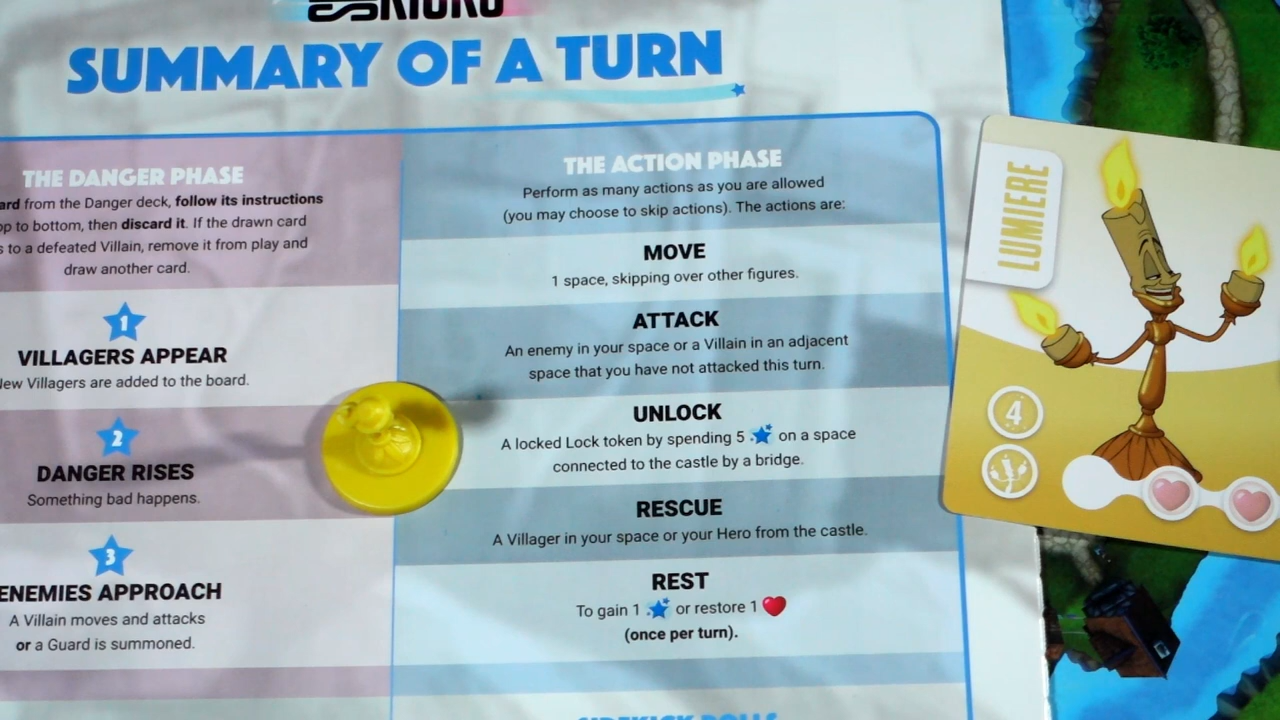 SUMMARY OF A TURN
THE DANGER PHASE
from the Danger deck, follow its instructions
to bottom, then discard it. If the drawn card
to a defeated Villain, remove it from play and
draw another card.
1
VILLAGERS APPEAR
New Villagers are added to the board.
2
DANGER RISES
Something bad happens.
3
ENEMIES APPROACH
A Villain moves and attacks
or a Guard is summoned.
THE ACTION PHASE
Perform as many actions as you are allowed
(you may choose to skip actions). The actions are:
MOVE
1 space, skipping over other figures.
ATTACK
An enemy in your space or a Villain in an adjacent
space that you have not attacked this turn.
UNLOCK
A locked Lock token by spending 5 on a space
connected to the castle by a bridge.
RESCUE
A Villager in your space or your Hero from the castle.
REST
To gain 1 or restore 1
(once per turn).
SIDEKICK ROLLS
LUMIERE
4